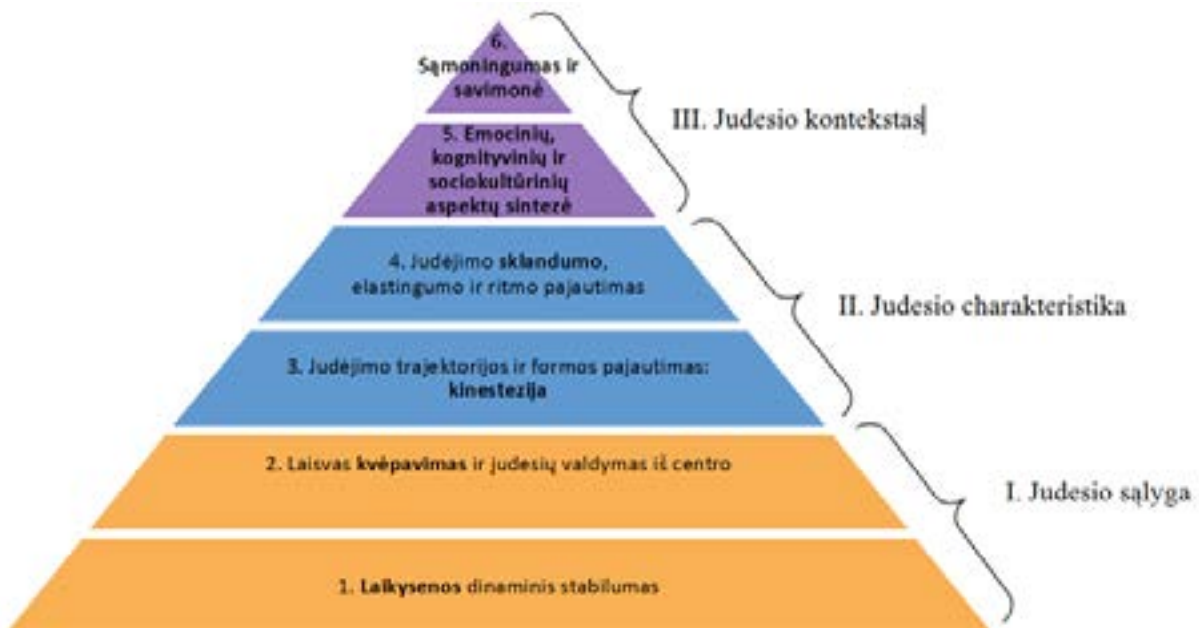 6.
Sąmoningumas ir
savimonė
III. Judesio kontekstas
5. Emocinių,
kognityvinių ir
sociokultūrinių
aspektų sintezė
4. Judėjimo sklandumo,
elastingumo ir ritmo pajautimas
II. Judesio charakteristika
3. Judėjimo trajektorijos ir formos pajautimas:
kinestezija
2. Laisvas kvėpavimas ir judesių valdymas iš centro
I. Judesio sąlyga
1. Laikysenos dinaminis stabilumas